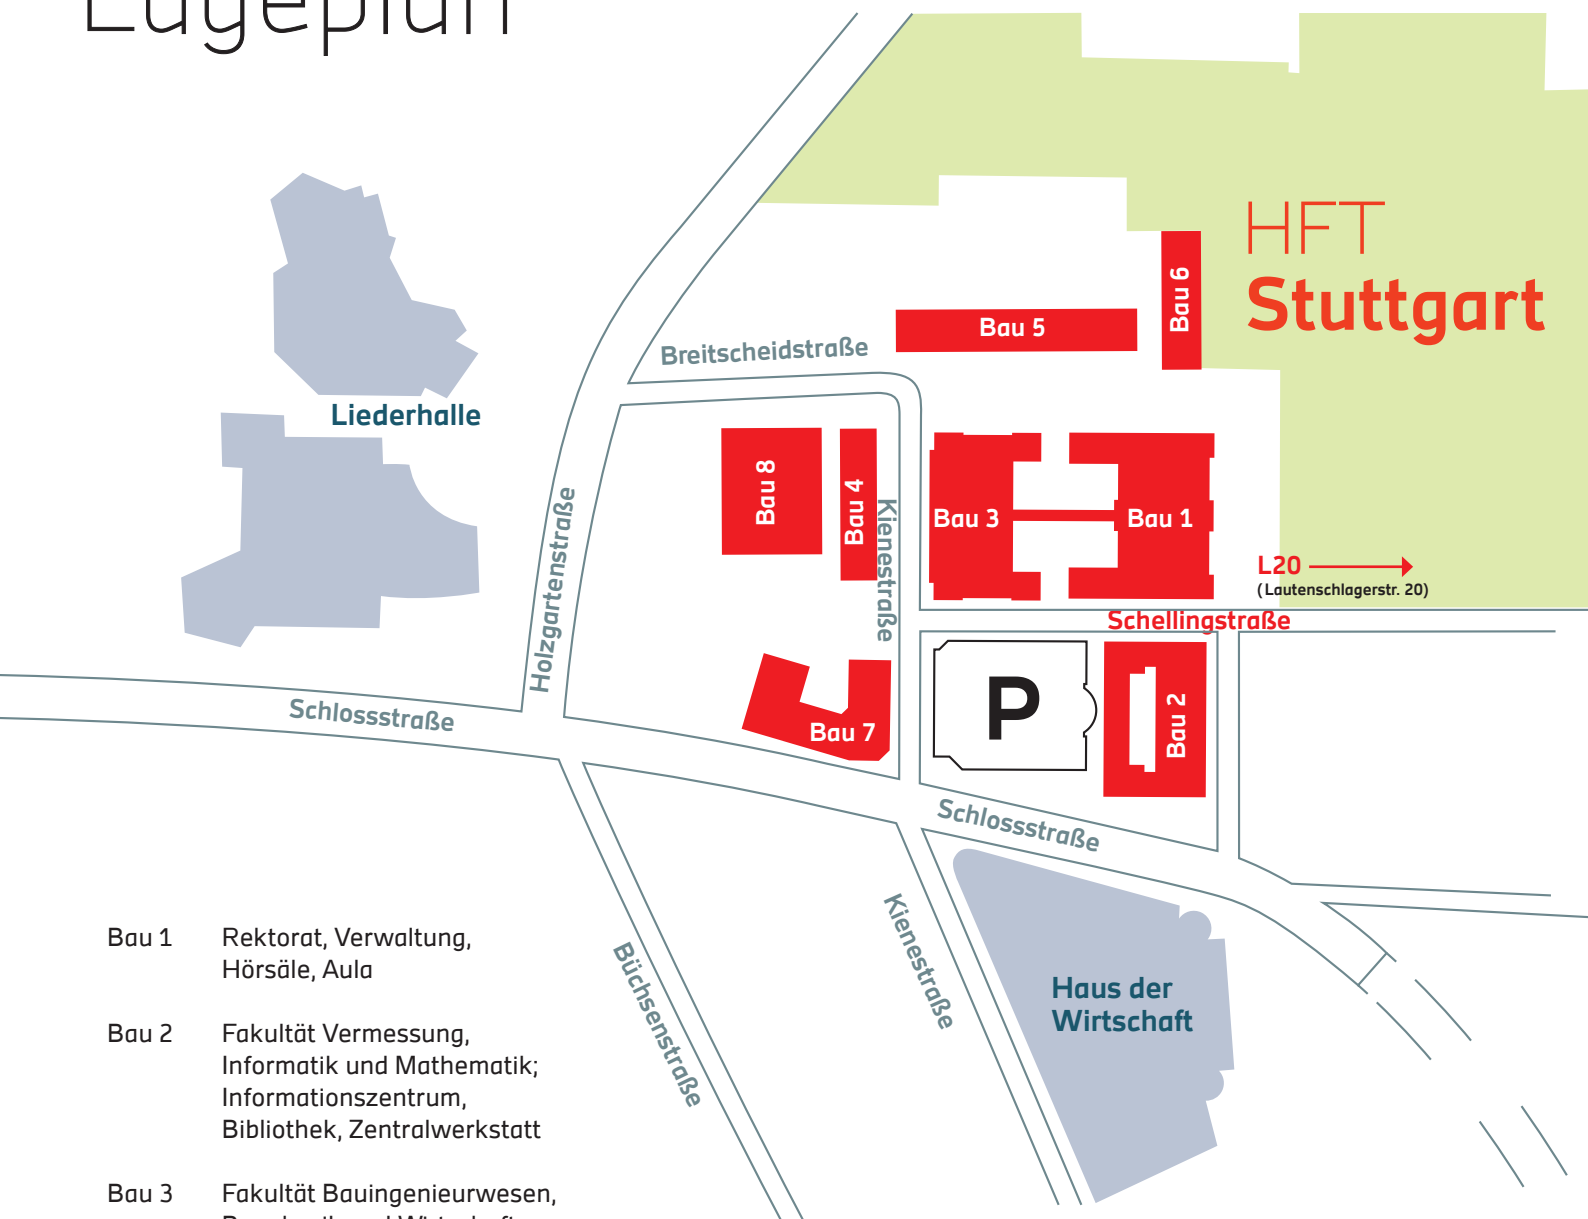 Lageplan
HFT
Stuttgart
Bau 6
Bau 5
Breitscheidstraße
Liederhalle
Bau 8
Bau 4
Kienestraße
Bau 3
Bau 1
Holzgartenstraße
L20
(Lautenschlagerstr. 20)
Schellingstraße
Schlossstraße
Bau 7
P
Bau 2
Schlossstraße
Kienestraße
Büchsenstraße
Haus der
Wirtschaft
Bau 1 Rektorat, Verwaltung,
Hörsäle, Aula
Bau 2 Fakultät Vermessung,
Informatik und Mathematik;
Informationszentrum,
Bibliothek, Zentralwerkstatt
Bau 3 Fakultät Bauingenieurwesen,